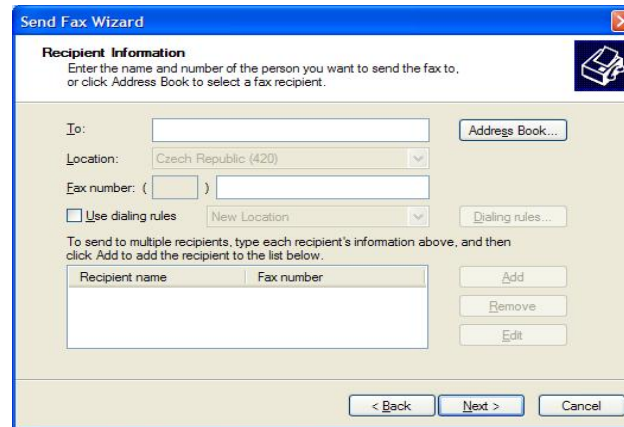 Send Fax Wizard
Recipient Information
Enter the name and number of the person you want to send the fax to,
or click Address Book to select a fax recipient.
To:
Address Book...
Location: Czech Republic (420)
Fax number: ( )
Use dialing rules New Location Dialing rules...
To send to multiple recipients, type each recipient's information above, and then
click Add to add the recipient to the list below.
Recipient name Fax number
Add
Remove
Edit
< Back Next > Cancel